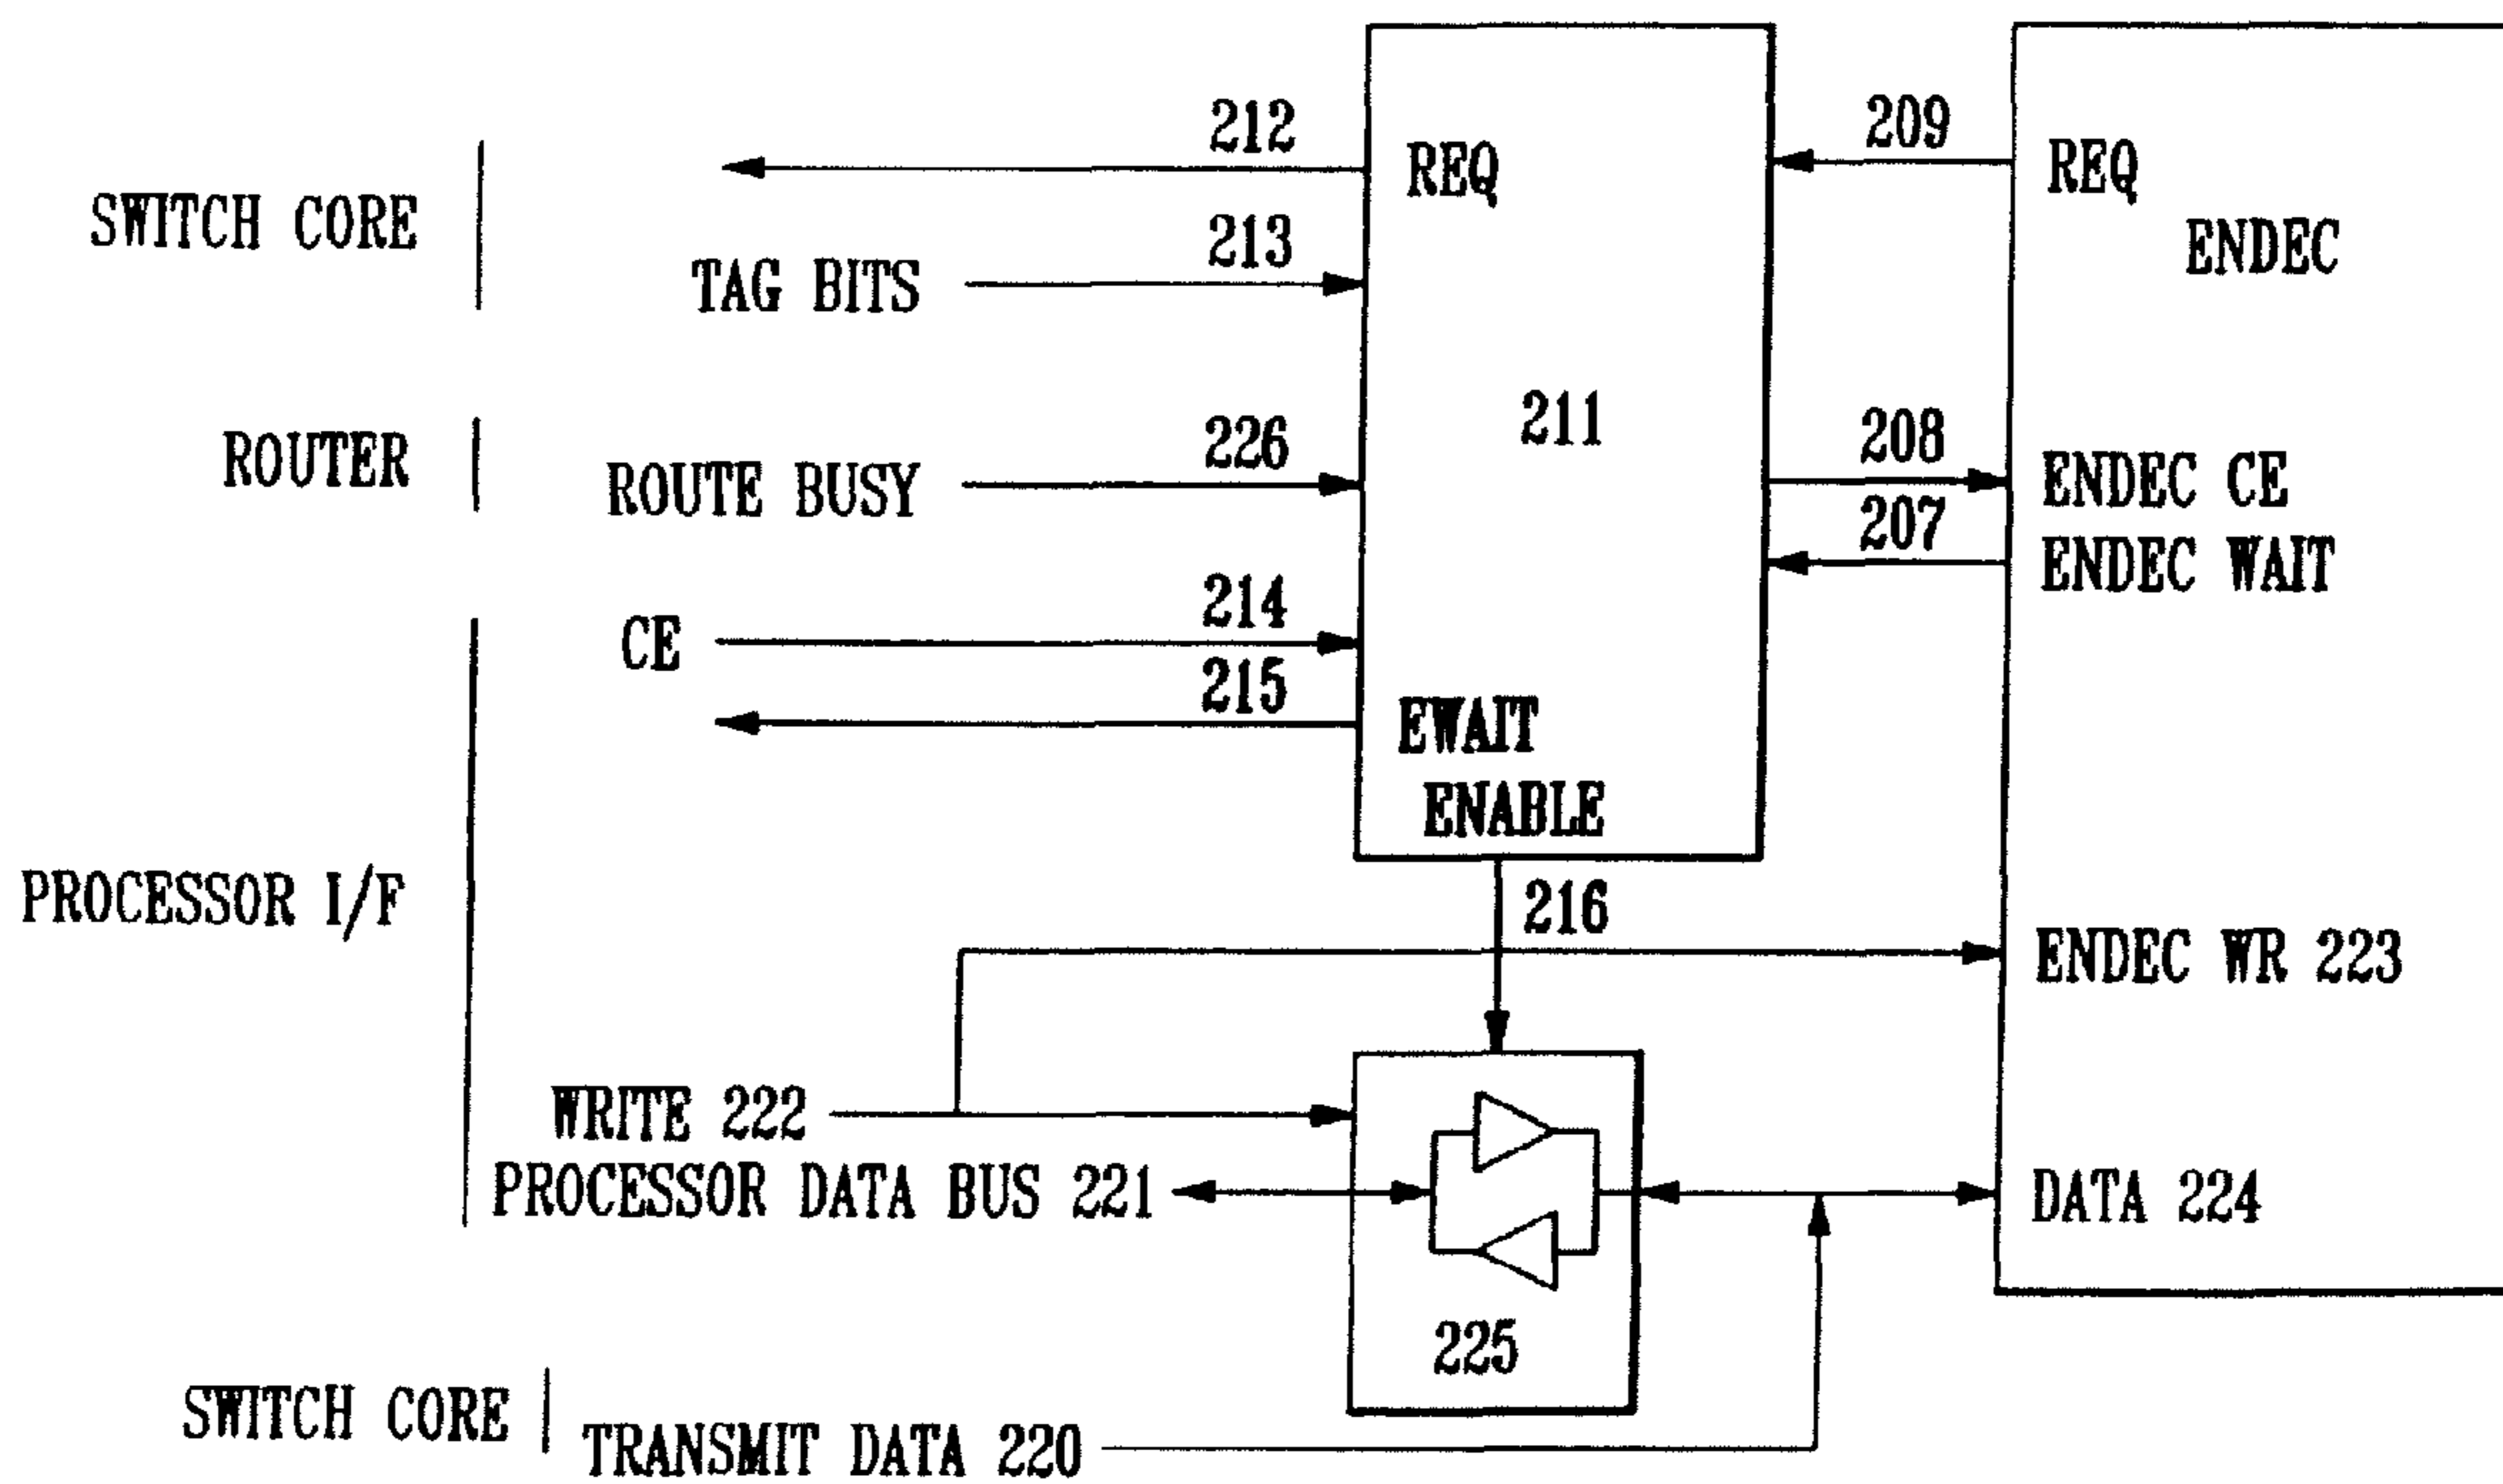 212
209
REQ
REQ
SWITCH CORE
213
ENDEC
TAG BITS
211
226
208
ROUTER
ROUTE BUSY
ENDEC CE
207
ENDEC WAIT
214
CE
215
EWAIT
ENABLE
PROCESSOR I/F
216
ENDEC WR 223
WRITE 222
PROCESSOR DATA BUS 221
DATA 224
225
SWITCH CORE
TRANSMIT DATA 220